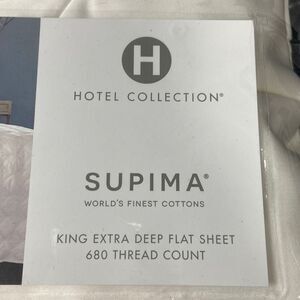 H
HOTEL COLLECTION®
SUPIMA®
WORLD'S FINEST COTTONS
KING EXTRA DEEP FLAT SHEET
680 THREAD COUNT